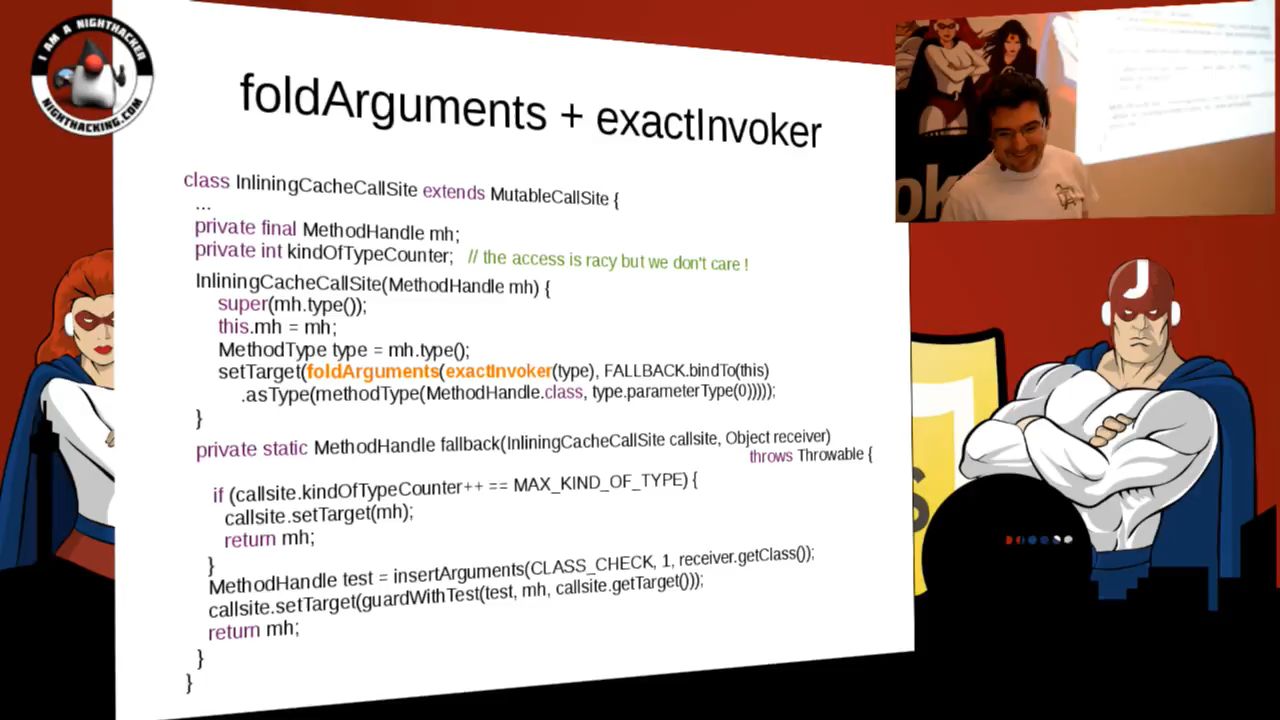 I AM A NIGHTHACKER
NIGHTHACKING.COM
foldArguments + exactInvoker
class InliningCacheCallSite extends MutableCallSite {
...
private final MethodHandle mh;
private int kindOfTypeCounter; // the access is racy but we don't care !
InliningCacheCallSite(MethodHandle mh) {
super(mh.type());
this.mh = mh;
MethodType type = mh.type();
setTarget(foldArguments(exactInvoker(type), FALLBACK.bindTo(this)
.asType(methodType(MethodHandle.class, type.parameterType(0)))));
}
private static MethodHandle fallback(InliningCacheCallSite callsite, Object receiver)
throws Throwable {
if (callsite.kindOfTypeCounter++ == MAX_KIND_OF_TYPE) {
callsite.setTarget(mh);
return mh;
}
MethodHandle test = insertArguments(CLASS_CHECK, 1, receiver.getClass());
callsite.setTarget(guardWithTest(test, mh, callsite.getTarget()));
return mh;
}
}
J